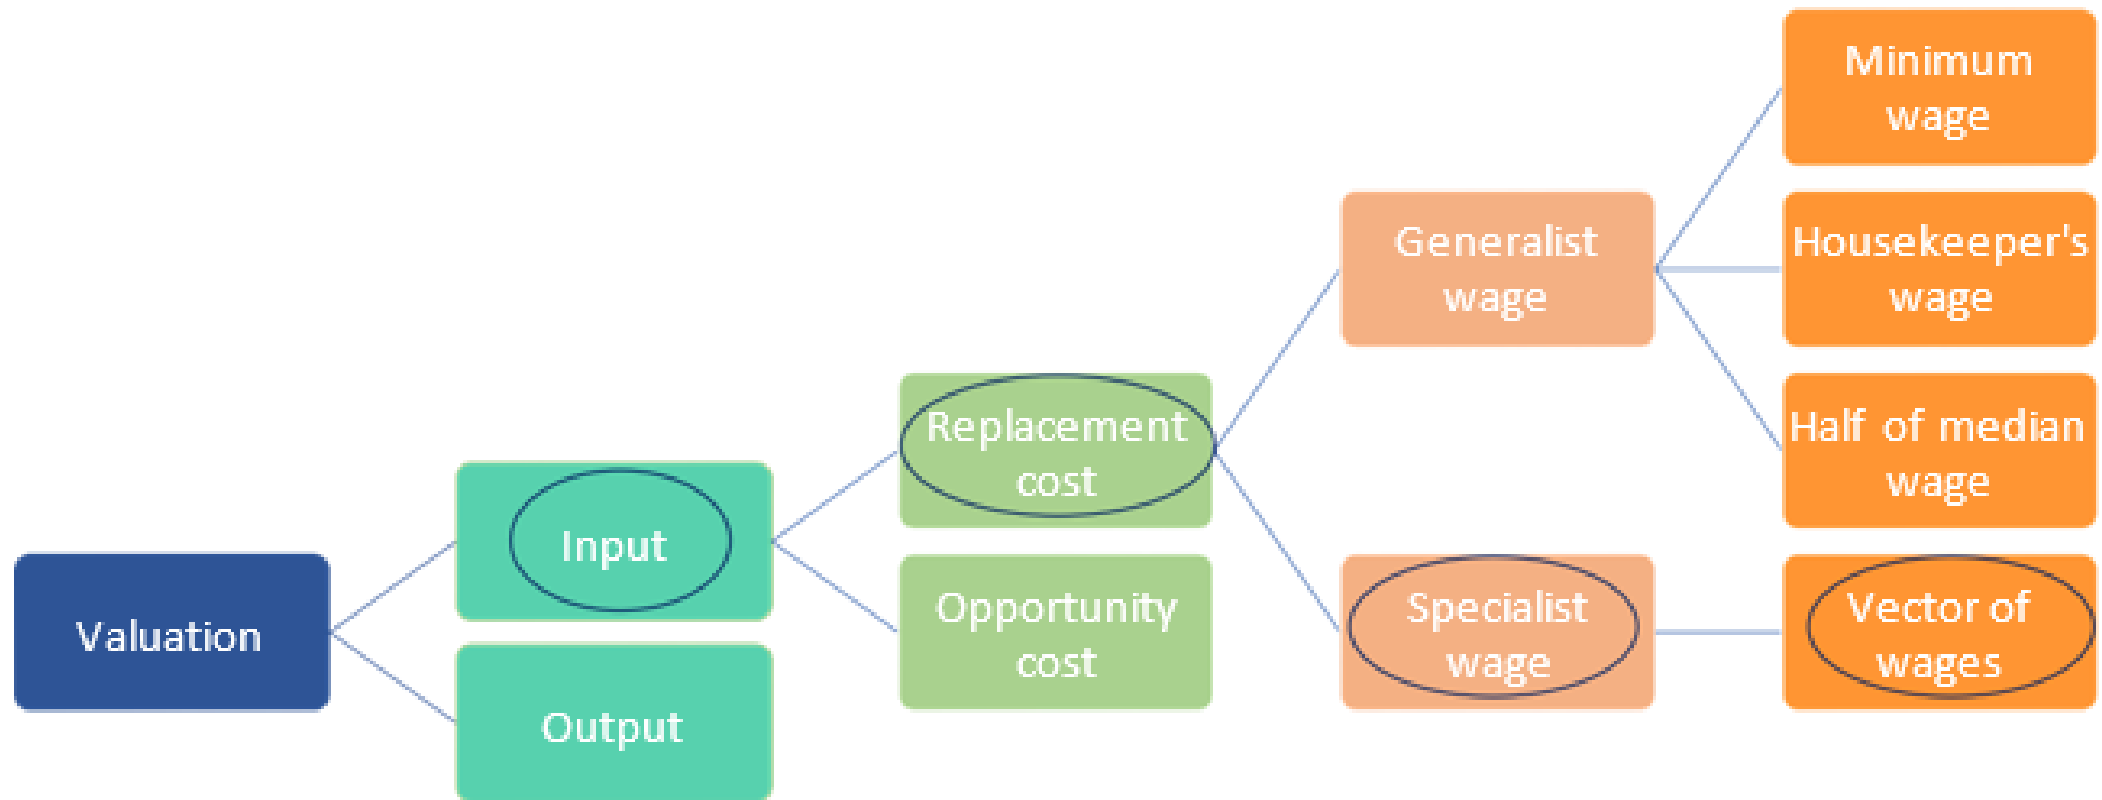 Valuation
Input
Output
Replacement
cost
Opportunity
cost
Generalist
wage
Specialist
wage
Minimum
wage
Housekeeper's
wage
Half of median
wage
Vector of
wages